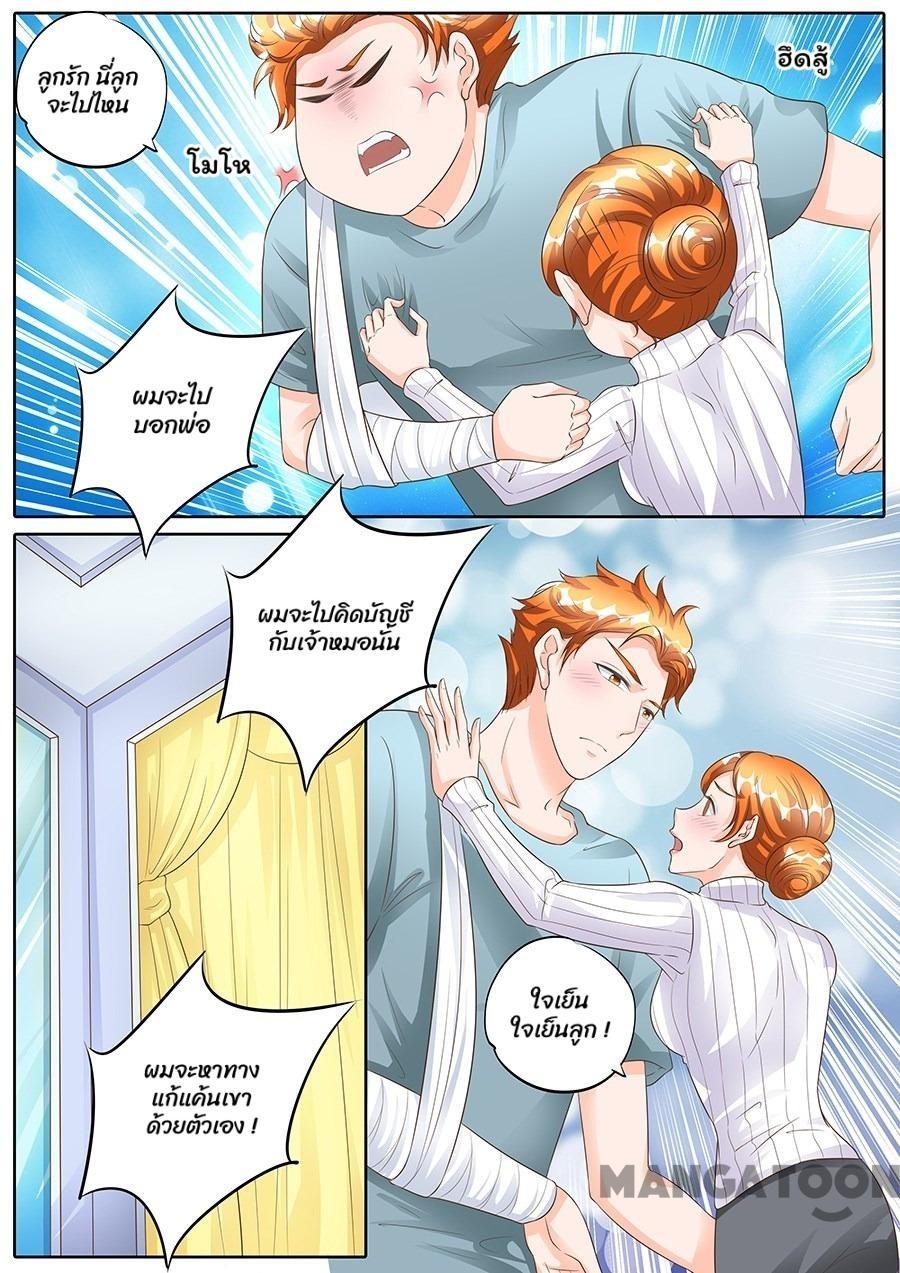 ลูกรัก นี่ลูก
จะไปไหน
ฮึดสู้
โมโห
ผมจะไป
บอกพ่อ
ผมจะไปคิดบัญชี
กับเจ้าหมอนั่น
ใจเย็น
ใจเย็นลูก !
ผมจะหาทาง
แก้แค้นเขา
ด้วยตัวเอง !
MANGATOON